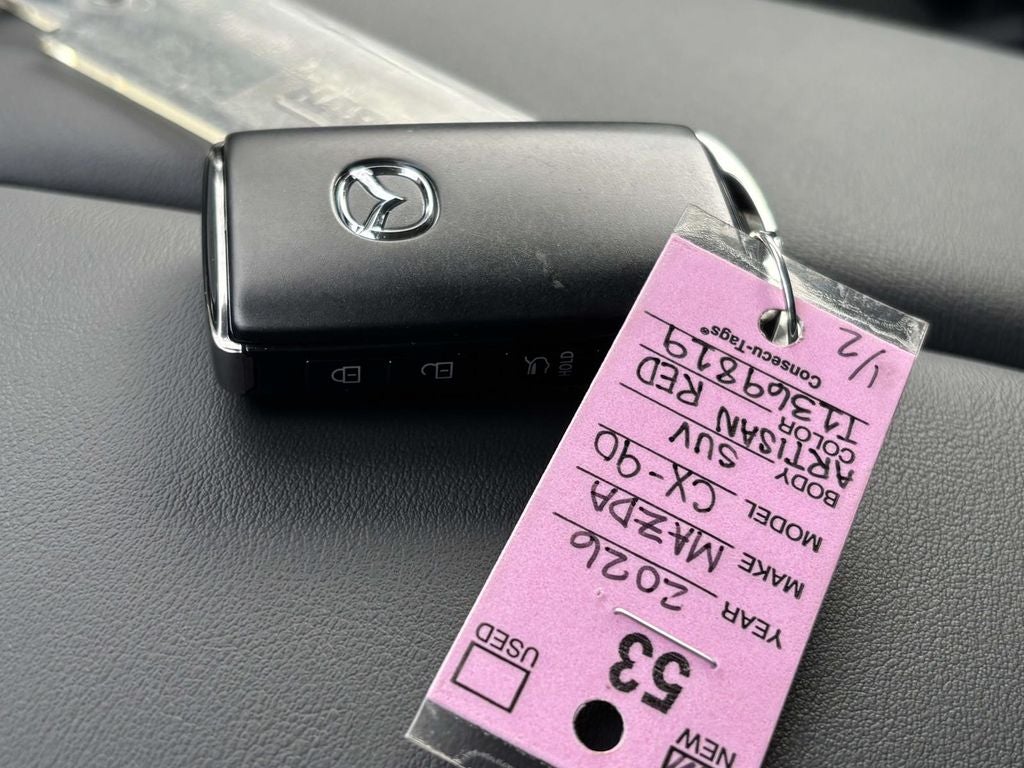 NEW
USED
53
YEAR 2026
MAKE MAZDA
MODEL CX-90
BODY SUV
COLOR ARTISAN RED
T1369819
Consecu-Tags®
1/2
HOLD